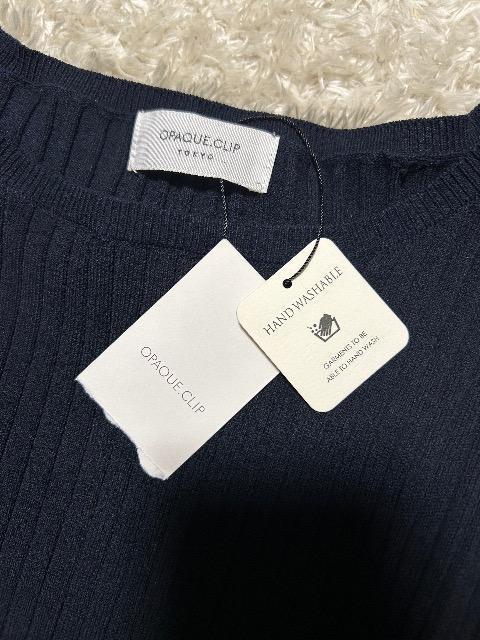 OPAQUE.CLIP
TOKYO
OPAQUE.CLIP
HAND WASHABLE
GARMENTS TO BE
ABLE TO HAND WASH